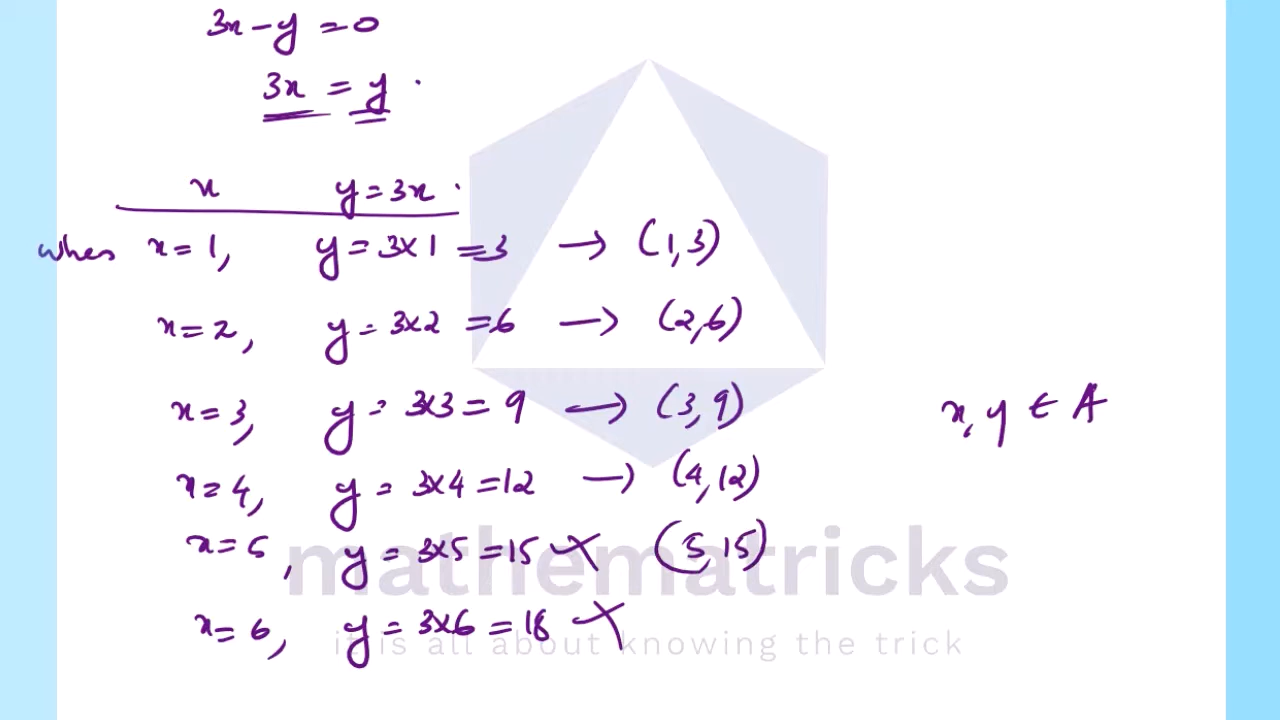 3x - y = 0
3x = y .
x y = 3x .
when x = 1, y = 3x1 = 3 → (1, 3)
x = 2, y = 3x2 = 6 → (2, 6)
x = 3, y = 3x3 = 9 → (3, 9)
x, y ∈ A
x = 4, y = 3x4 = 12 → (4, 12)
x = 5, y = 3x5 = 15 ✗ (5, 15)
mathematricks
x = 6, y = 3x6 = 18 ✗
it is all about knowing the trick